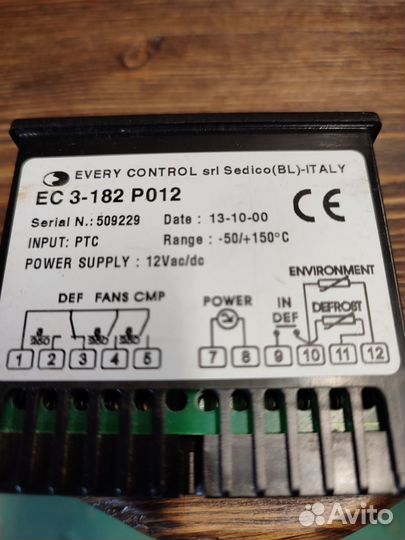 EVERY CONTROL srl Sedico(BL)-ITALY
EC 3-182 P012
Serial N.: 509229 Date : 13-10-00
INPUT: PTC Range : -50/+150°C
POWER SUPPLY : 12Vac/dc
CE
ENVIRONMENT
DEF FANS CMP POWER IN DEF DEFROST
1 2 3 4 5 7 8 9 10 11 12
Avito